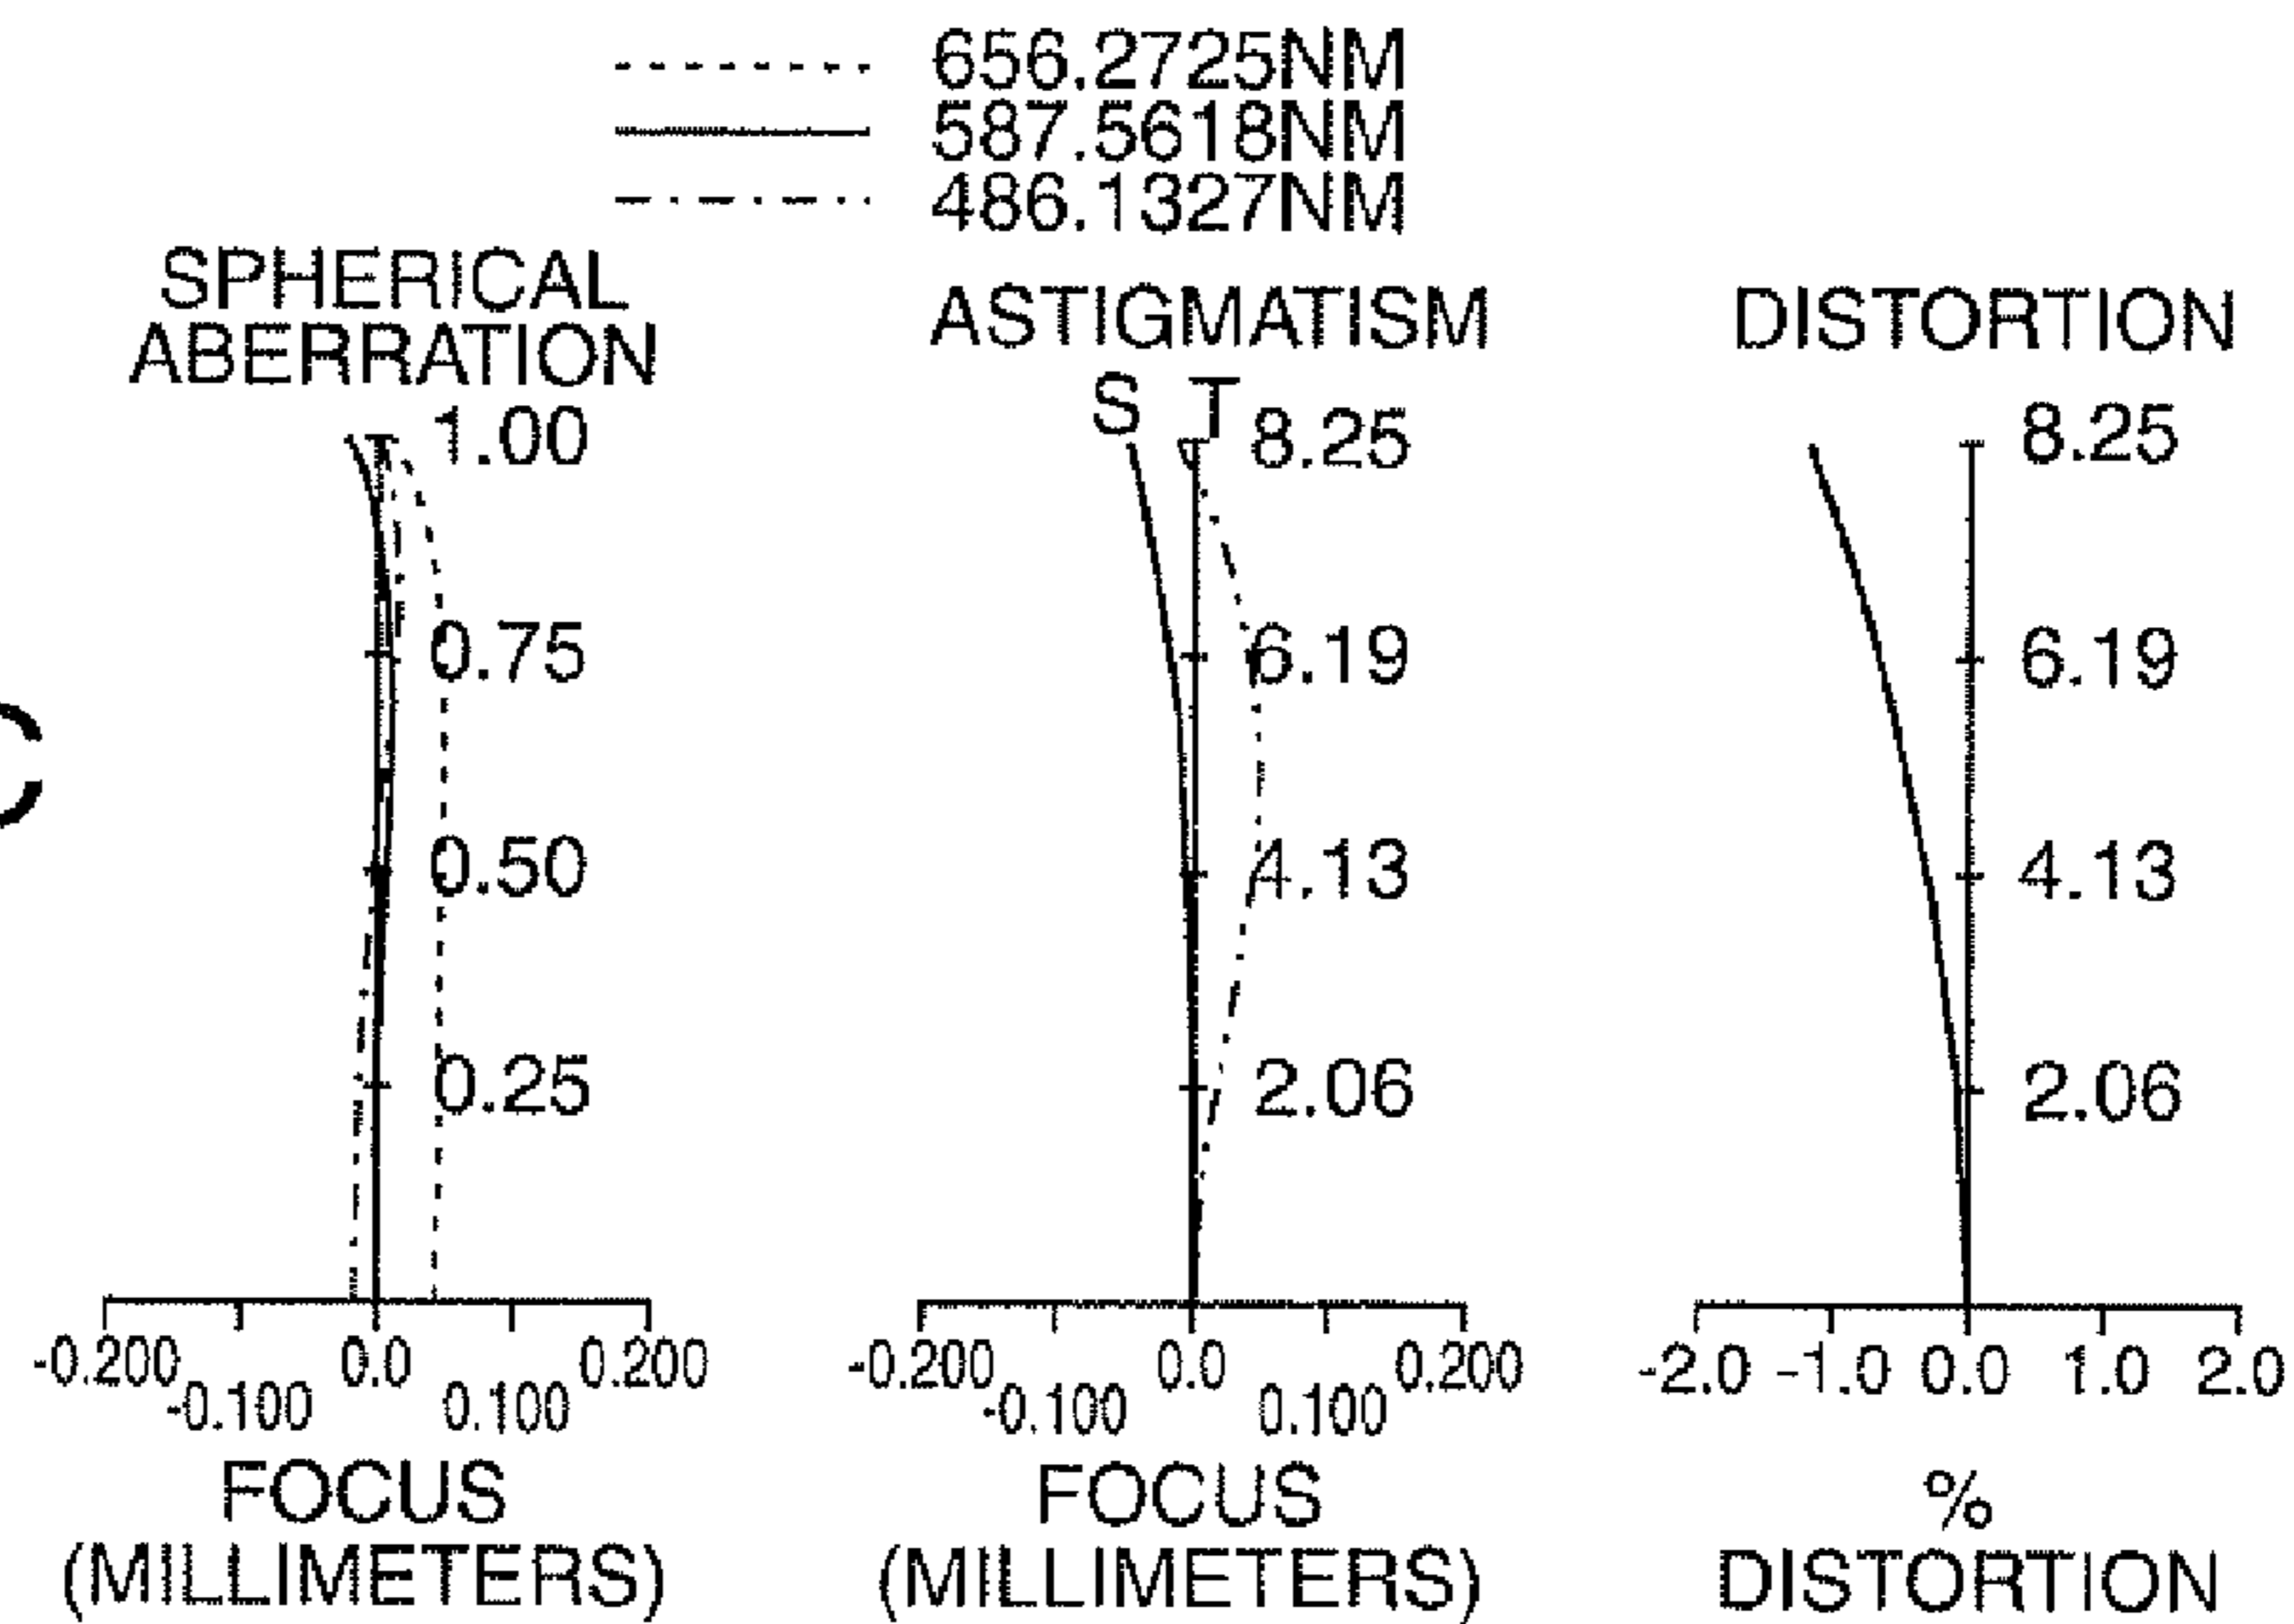 656.2725NM
587.5618NM
486.1327NM
SPHERICAL
ABERRATION
1.00
0.75
0.50
0.25
-0.200
-0.100
0.0
0.100
0.200
FOCUS
(MILLIMETERS)
ASTIGMATISM
S T
8.25
6.19
4.13
2.06
-0.200
-0.100
0.0
0.100
0.200
FOCUS
(MILLIMETERS)
DISTORTION
8.25
6.19
4.13
2.06
-2.0 -1.0 0.0 1.0 2.0
%
DISTORTION